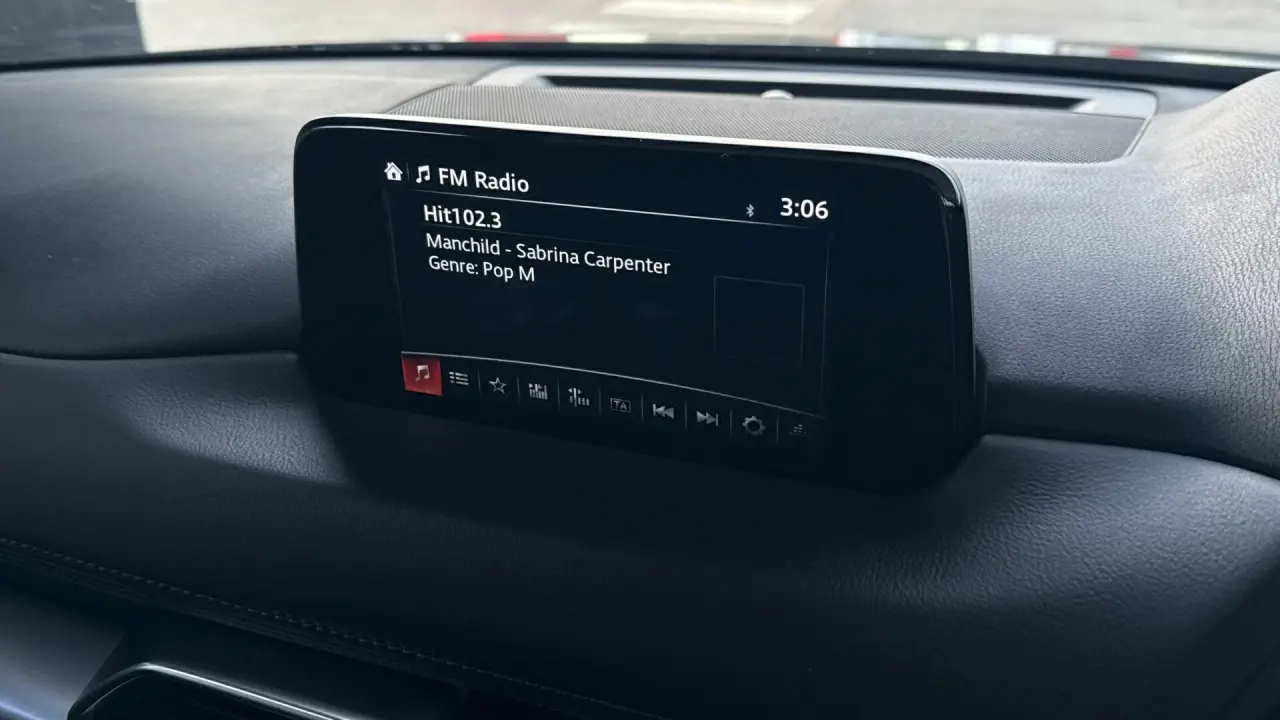 FM Radio
3:06
Hit102.3
Manchild - Sabrina Carpenter
Genre: Pop M
TA